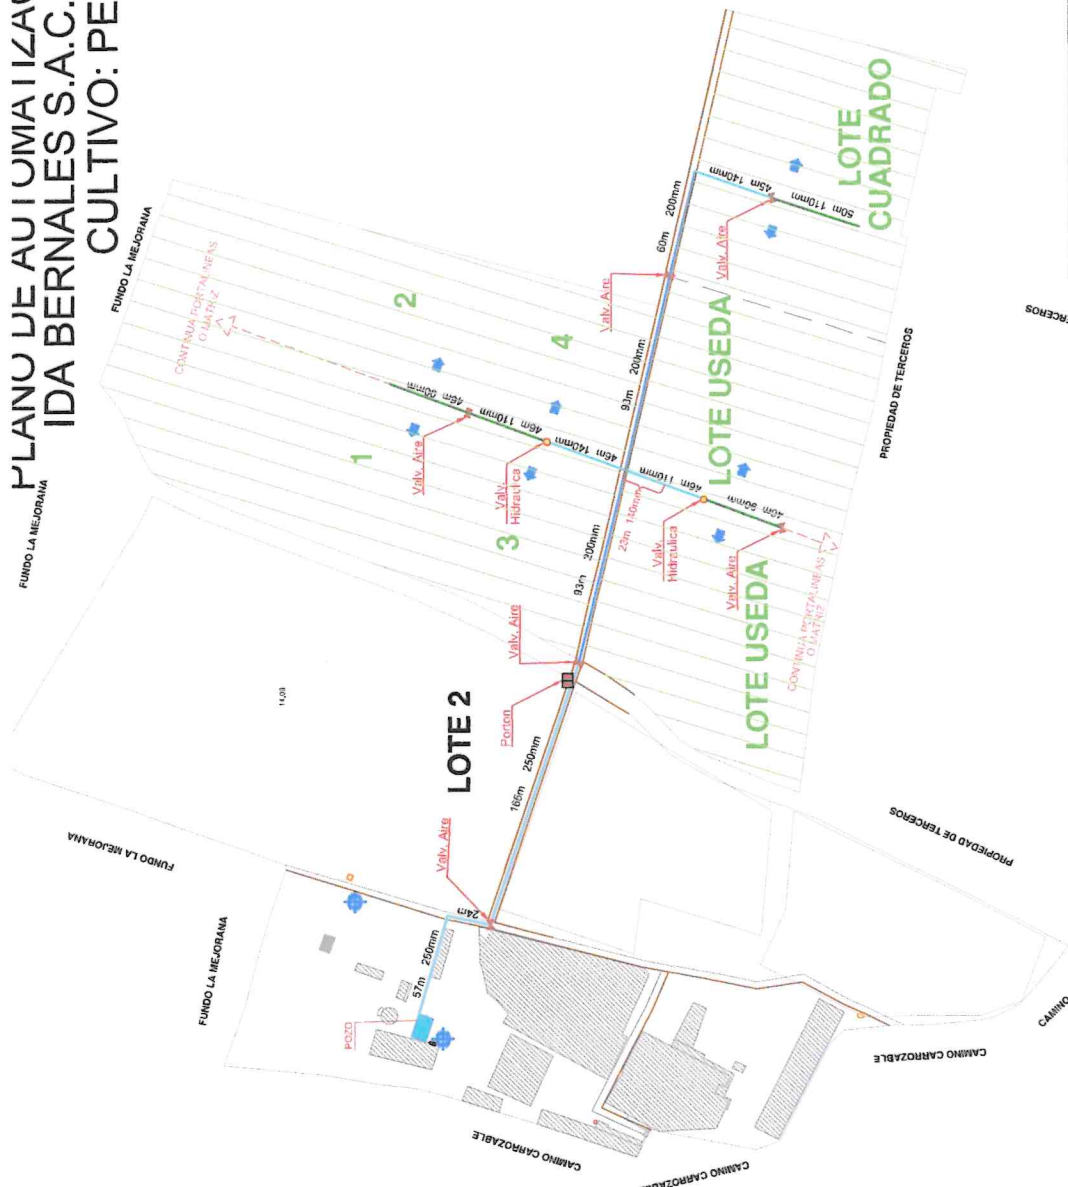 IDA BERNALES S.A.C.
CULTIVO: PE
FUNDO LA MEJORANA
FUNDO LA MEJORANA
CONTINUA PORTALINEAS
O MATRIZ
1
2
3
4
Valv. Aire
46m 90mm
46m 110mm
46m 140mm
Valv.
Hidraulica
Valv. Aire
60m 200mm
93m 200mm
93m 200mm
45m 140mm
50m 110mm
Valv. Aire
LOTE
CUADRADO
LOTE USEDA
46m 110mm
23m 140mm
46m 90mm
Valv.
Hidraulica
Valv. Aire
LOTE USEDA
CONTINUA PORTALINEAS
O MATRIZ
PROPIEDAD DE TERCEROS
Valv. Aire
Porton
LOTE 2
166m 250mm
Valv. Aire
24m
57m 250mm
POZO
FUNDO LA MEJORANA
FUNDO LA MEJORANA
PROPIEDAD DE TERCEROS
CAMINO
CAMINO CARROZABLE
CAMINO CARROZABLE